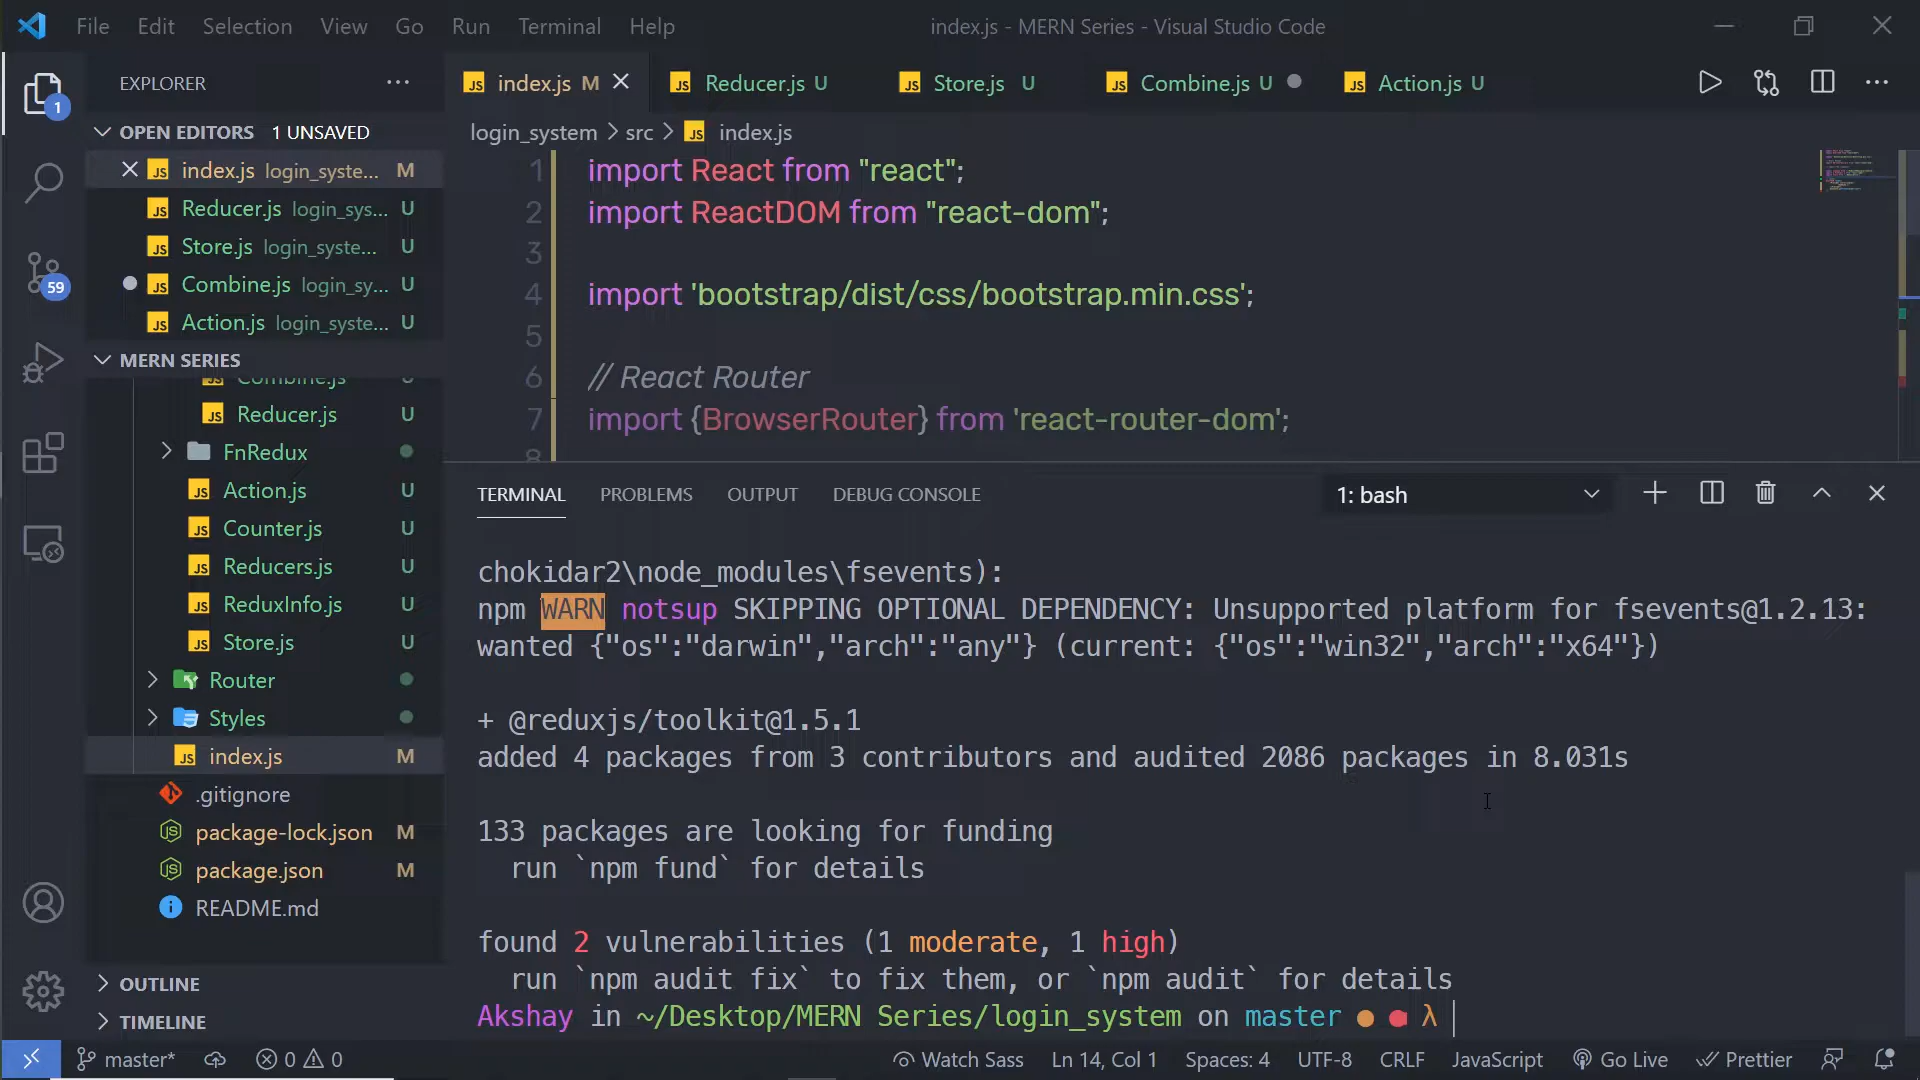 File Edit Selection View Go Run Terminal Help
index.js - MERN Series - Visual Studio Code
EXPLORER
index.js M
Reducer.js U
Store.js U
Combine.js U
Action.js U
1
OPEN EDITORS 1 UNSAVED
index.js login_syste... M
Reducer.js login_sys... U
Store.js login_syste... U
Combine.js login_sy... U
Action.js login_syste... U
59
MERN SERIES
Combine.js U
Reducer.js U
FnRedux
Action.js U
Counter.js U
Reducers.js U
ReduxInfo.js U
Store.js U
Router
Styles
index.js M
.gitignore
package-lock.json M
package.json M
README.md
OUTLINE
TIMELINE
login_system > src > JS index.js
1 import React from "react";
2 import ReactDOM from "react-dom";
3
4 import 'bootstrap/dist/css/bootstrap.min.css';
5
6 // React Router
7 import {BrowserRouter} from 'react-router-dom';
8
TERMINAL PROBLEMS OUTPUT DEBUG CONSOLE
1: bash
chokidar2\node_modules\fsevents):
npm WARN notsup SKIPPING OPTIONAL DEPENDENCY: Unsupported platform for fsevents@1.2.13:
wanted {"os":"darwin","arch":"any"} (current: {"os":"win32","arch":"x64"})
+ @reduxjs/toolkit@1.5.1
added 4 packages from 3 contributors and audited 2086 packages in 8.031s
133 packages are looking for funding
run `npm fund` for details
found 2 vulnerabilities (1 moderate, 1 high)
run `npm audit fix` to fix them, or `npm audit` for details
Akshay in ~/Desktop/MERN Series/login_system on master ● ● λ
master* 0 0 Watch Sass Ln 14, Col 1 Spaces: 4 UTF-8 CRLF JavaScript Go Live Prettier